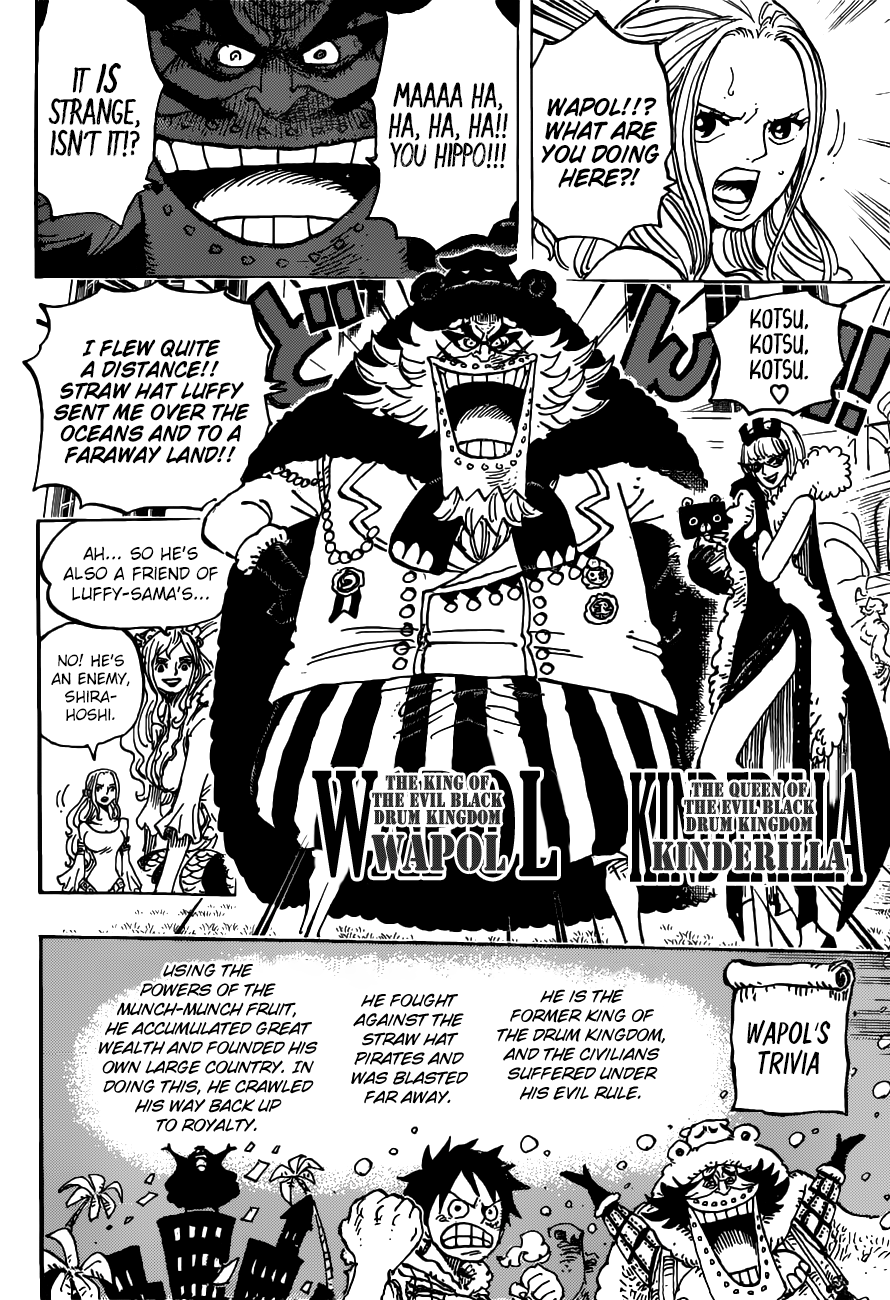 WAPOL!!?
WHAT ARE
YOU DOING
HERE?!
MAAAA HA,
HA, HA, HA!!
YOU HIPPO!!!
IT IS
STRANGE,
ISN'T IT!?
KOTSU,
KOTSU,
KOTSU.
♡
ど
ん
!!
I FLEW QUITE
A DISTANCE!!
STRAW HAT LUFFY
SENT ME OVER THE
OCEANS AND TO A
FARAWAY LAND!!
WAPOL
THE KING OF
THE EVIL BLACK
DRUM KINGDOM
WAPOL
KINDERILLA
THE QUEEN OF
THE EVIL BLACK
DRUM KINGDOM
KINDERILLA
AH... SO HE'S
ALSO A FRIEND OF
LUFFY-SAMA'S...
NO! HE'S
AN ENEMY,
SHIRA-
HOSHI.
WAPOL'S
TRIVIA
HE IS THE
FORMER KING OF
THE DRUM KINGDOM,
AND THE CIVILIANS
SUFFERED UNDER
HIS EVIL RULE.
HE FOUGHT
AGAINST THE
STRAW HAT
PIRATES AND
WAS BLASTED
FAR AWAY.
USING THE
POWERS OF THE
MUNCH-MUNCH FRUIT,
HE ACCUMULATED GREAT
WEALTH AND FOUNDED HIS
OWN LARGE COUNTRY. IN
DOING THIS, HE CRAWLED
HIS WAY BACK UP
TO ROYALTY.